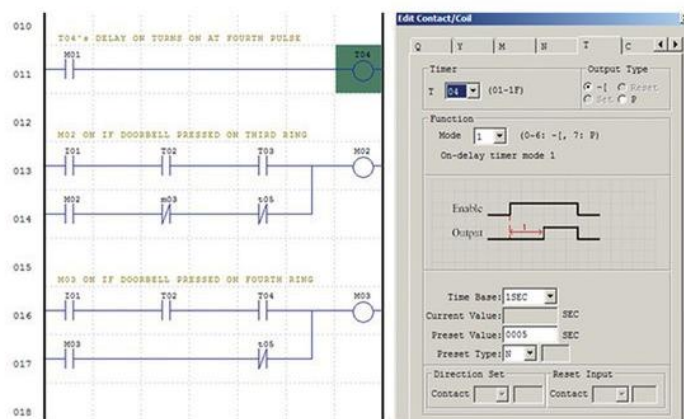 010
T04's DELAY ON TURNS ON AT FOURTH PULSE
M01 T04
011
012
M02 ON IF DOORBELL PRESSED ON THIRD RING
I01 T02 T03 M02
013
M02 m03 t05
014
015
M03 ON IF DOORBELL PRESSED ON FOURTH RING
I01 T02 T04 M03
016
M03 t05
017
018
Edit Contact/Coil
Q Y M N T C
Timer
T 04 (01-1F)
Output Type
-[ Reset
Set P
Function
Mode 1 (0-6: -[, 7: P)
On-delay timer mode 1
Enable
Output
t
Time Base: 1SEC
Current Value: SEC
Preset Value: 0005 SEC
Preset Type: N
Direction Set
Contact
Reset Input
Contact